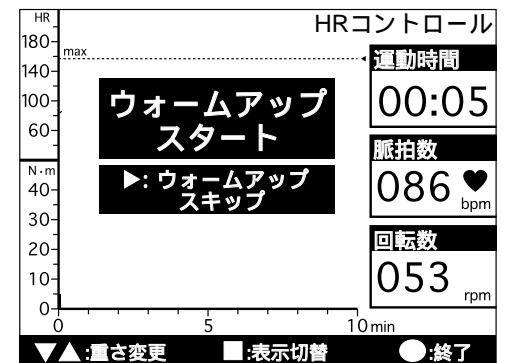 HRコントロール
HR
180
max
140
100
60
N·m
40
30
20
10
0
0
5
10 min
ウォームアップ
スタート
▶: ウォームアップ
スキップ
運動時間
00:05
脈拍数
086 ♥ bpm
回転数
053 rpm
▼▲:重さ変更 ■:表示切替 ●:終了